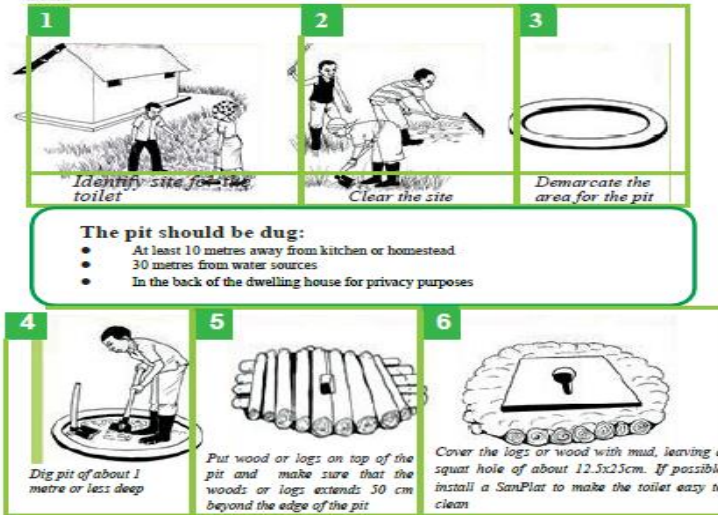 1
2
3
Identify site for the
toilet
Clear the site
Demarcate the
area for the pit
The pit should be dug:
● At least 10 metres away from kitchen or homestead
● 30 metres from water sources
● In the back of the dwelling house for privacy purposes
4
5
6
Dig pit of about 1
metre or less deep
Put wood or logs on top of the
pit and make sure that the
woods or logs extends 50 cm
beyond the edge of the pit
Cover the logs or wood with mud, leaving a
squat hole of about 12.5x25cm. If possible
install a SanPlat to make the toilet easy to
clean